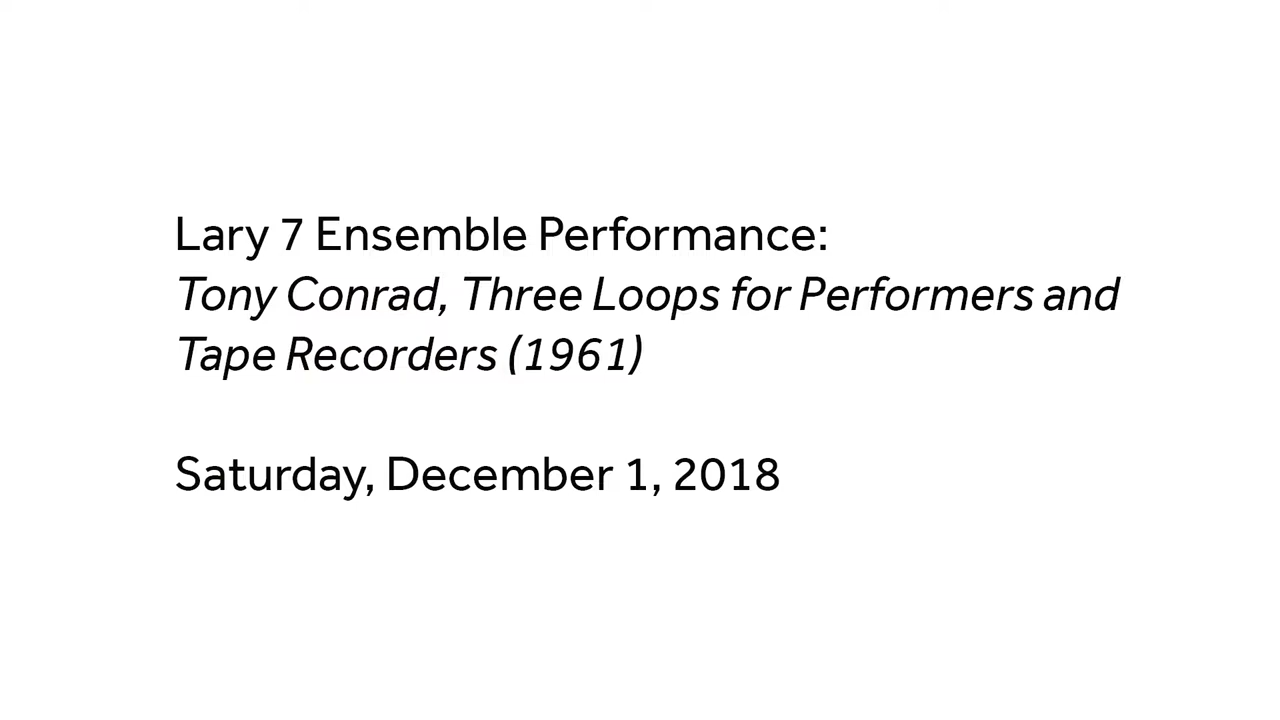 Lary 7 Ensemble Performance:
Tony Conrad, Three Loops for Performers and
Tape Recorders (1961)
Saturday, December 1, 2018